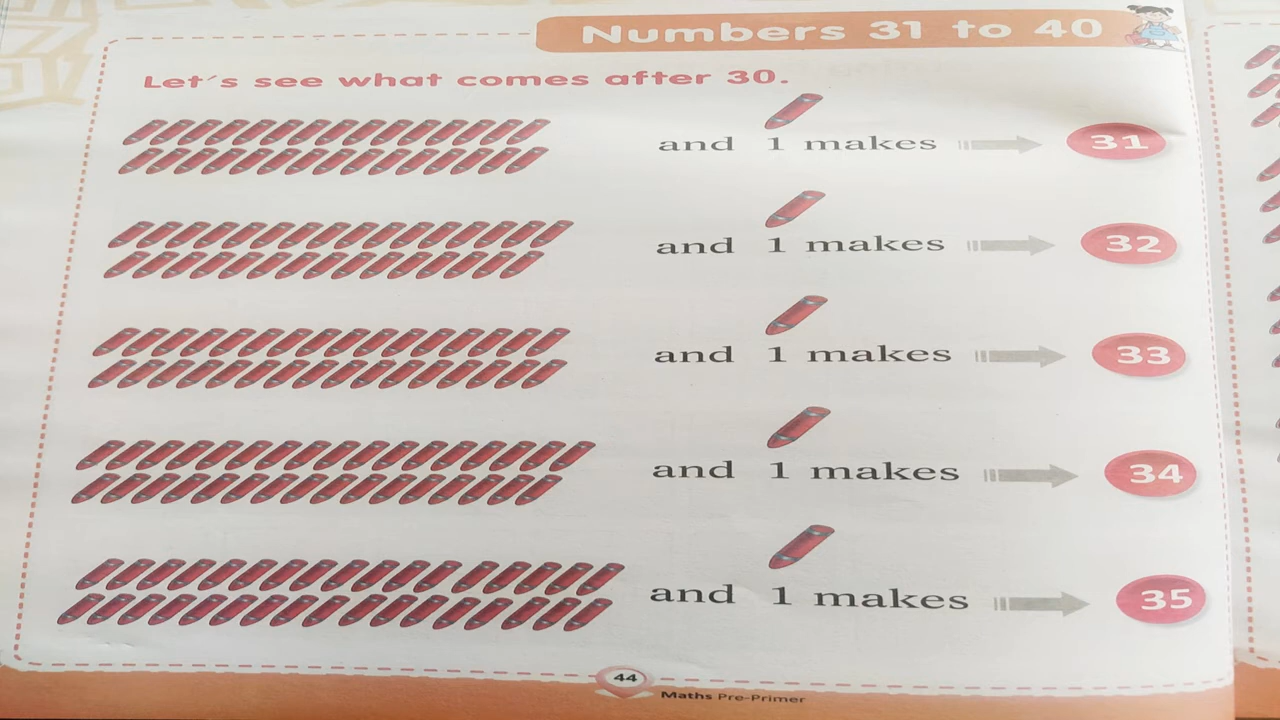 Numbers 31 to 40
Let's see what comes after 30.
and 1 makes 31
and 1 makes 32
and 1 makes 33
and 1 makes 34
and 1 makes 35
44
Maths Pre-Primer